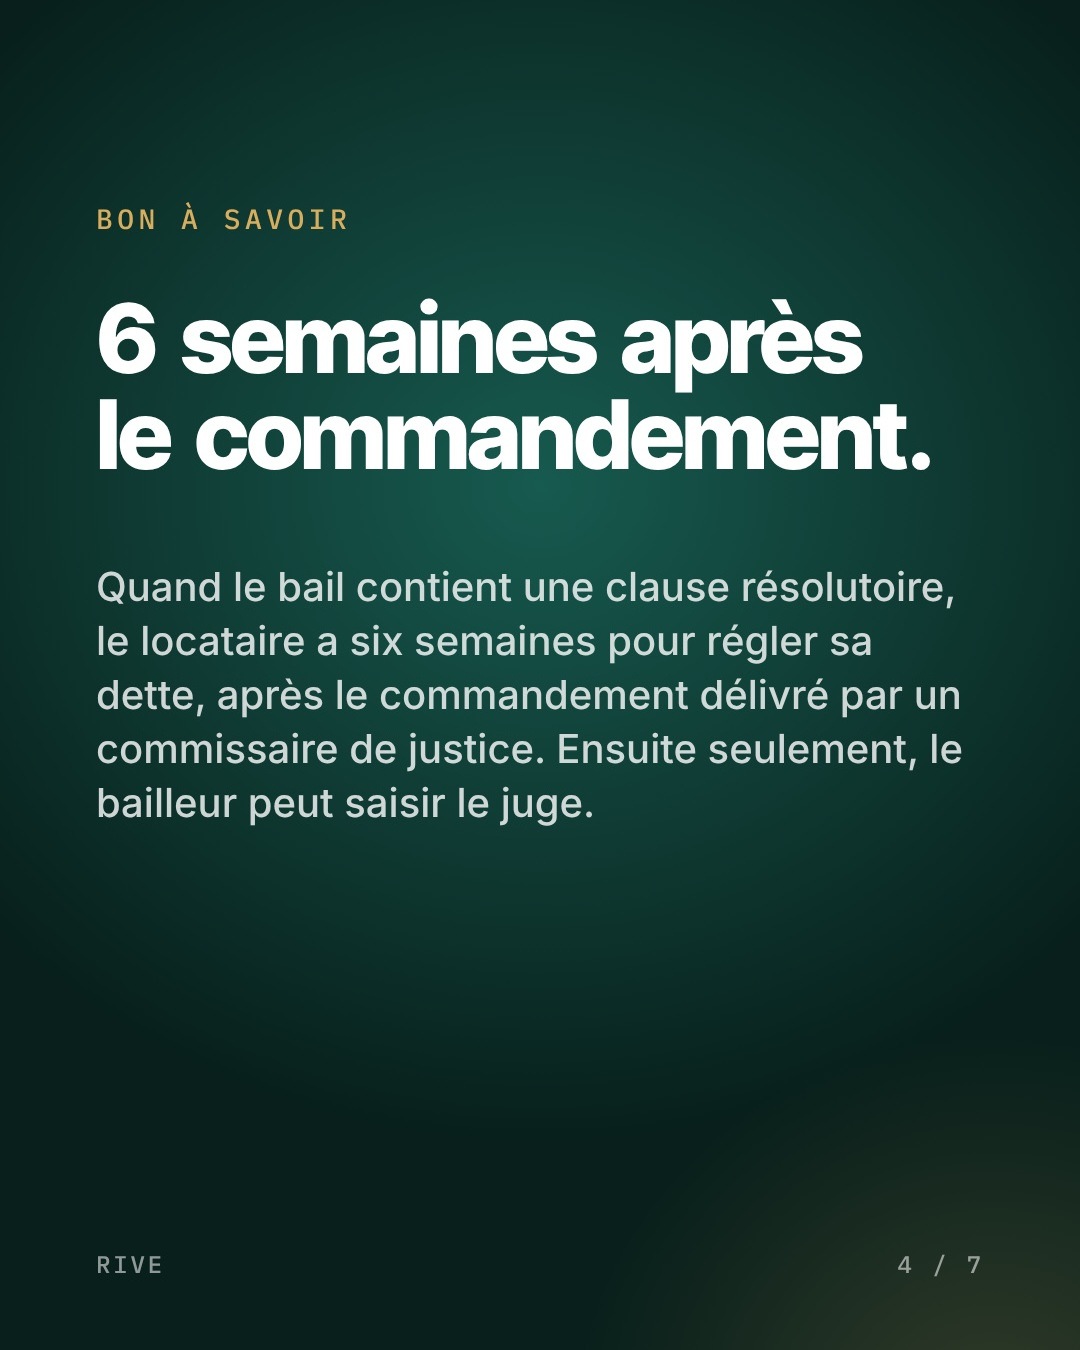 BON À SAVOIR
6 semaines après
le commandement.
Quand le bail contient une clause résolutoire,
le locataire a six semaines pour régler sa
dette, après le commandement délivré par un
commissaire de justice. Ensuite seulement, le
bailleur peut saisir le juge.
RIVE
4 / 7